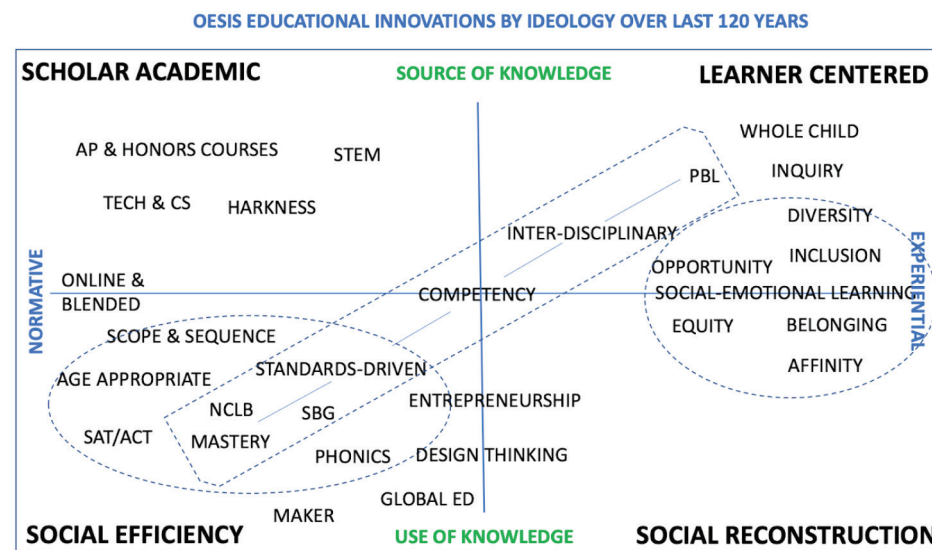 OESIS EDUCATIONAL INNOVATIONS BY IDEOLOGY OVER LAST 120 YEARS
SCHOLAR ACADEMIC
SOURCE OF KNOWLEDGE
LEARNER CENTERED
WHOLE CHILD
AP & HONORS COURSES
STEM
INQUIRY
PBL
TECH & CS
HARKNESS
DIVERSITY
INTER-DISCIPLINARY
INCLUSION
OPPORTUNITY
NORMATIVE
EXPERIENTIAL
ONLINE &
BLENDED
COMPETENCY
SOCIAL-EMOTIONAL LEARNING
SCOPE & SEQUENCE
EQUITY
BELONGING
STANDARDS-DRIVEN
AFFINITY
AGE APPROPRIATE
ENTREPRENEURSHIP
NCLB
SBG
SAT/ACT
MASTERY
PHONICS
DESIGN THINKING
GLOBAL ED
MAKER
SOCIAL EFFICIENCY
USE OF KNOWLEDGE
SOCIAL RECONSTRUCTION